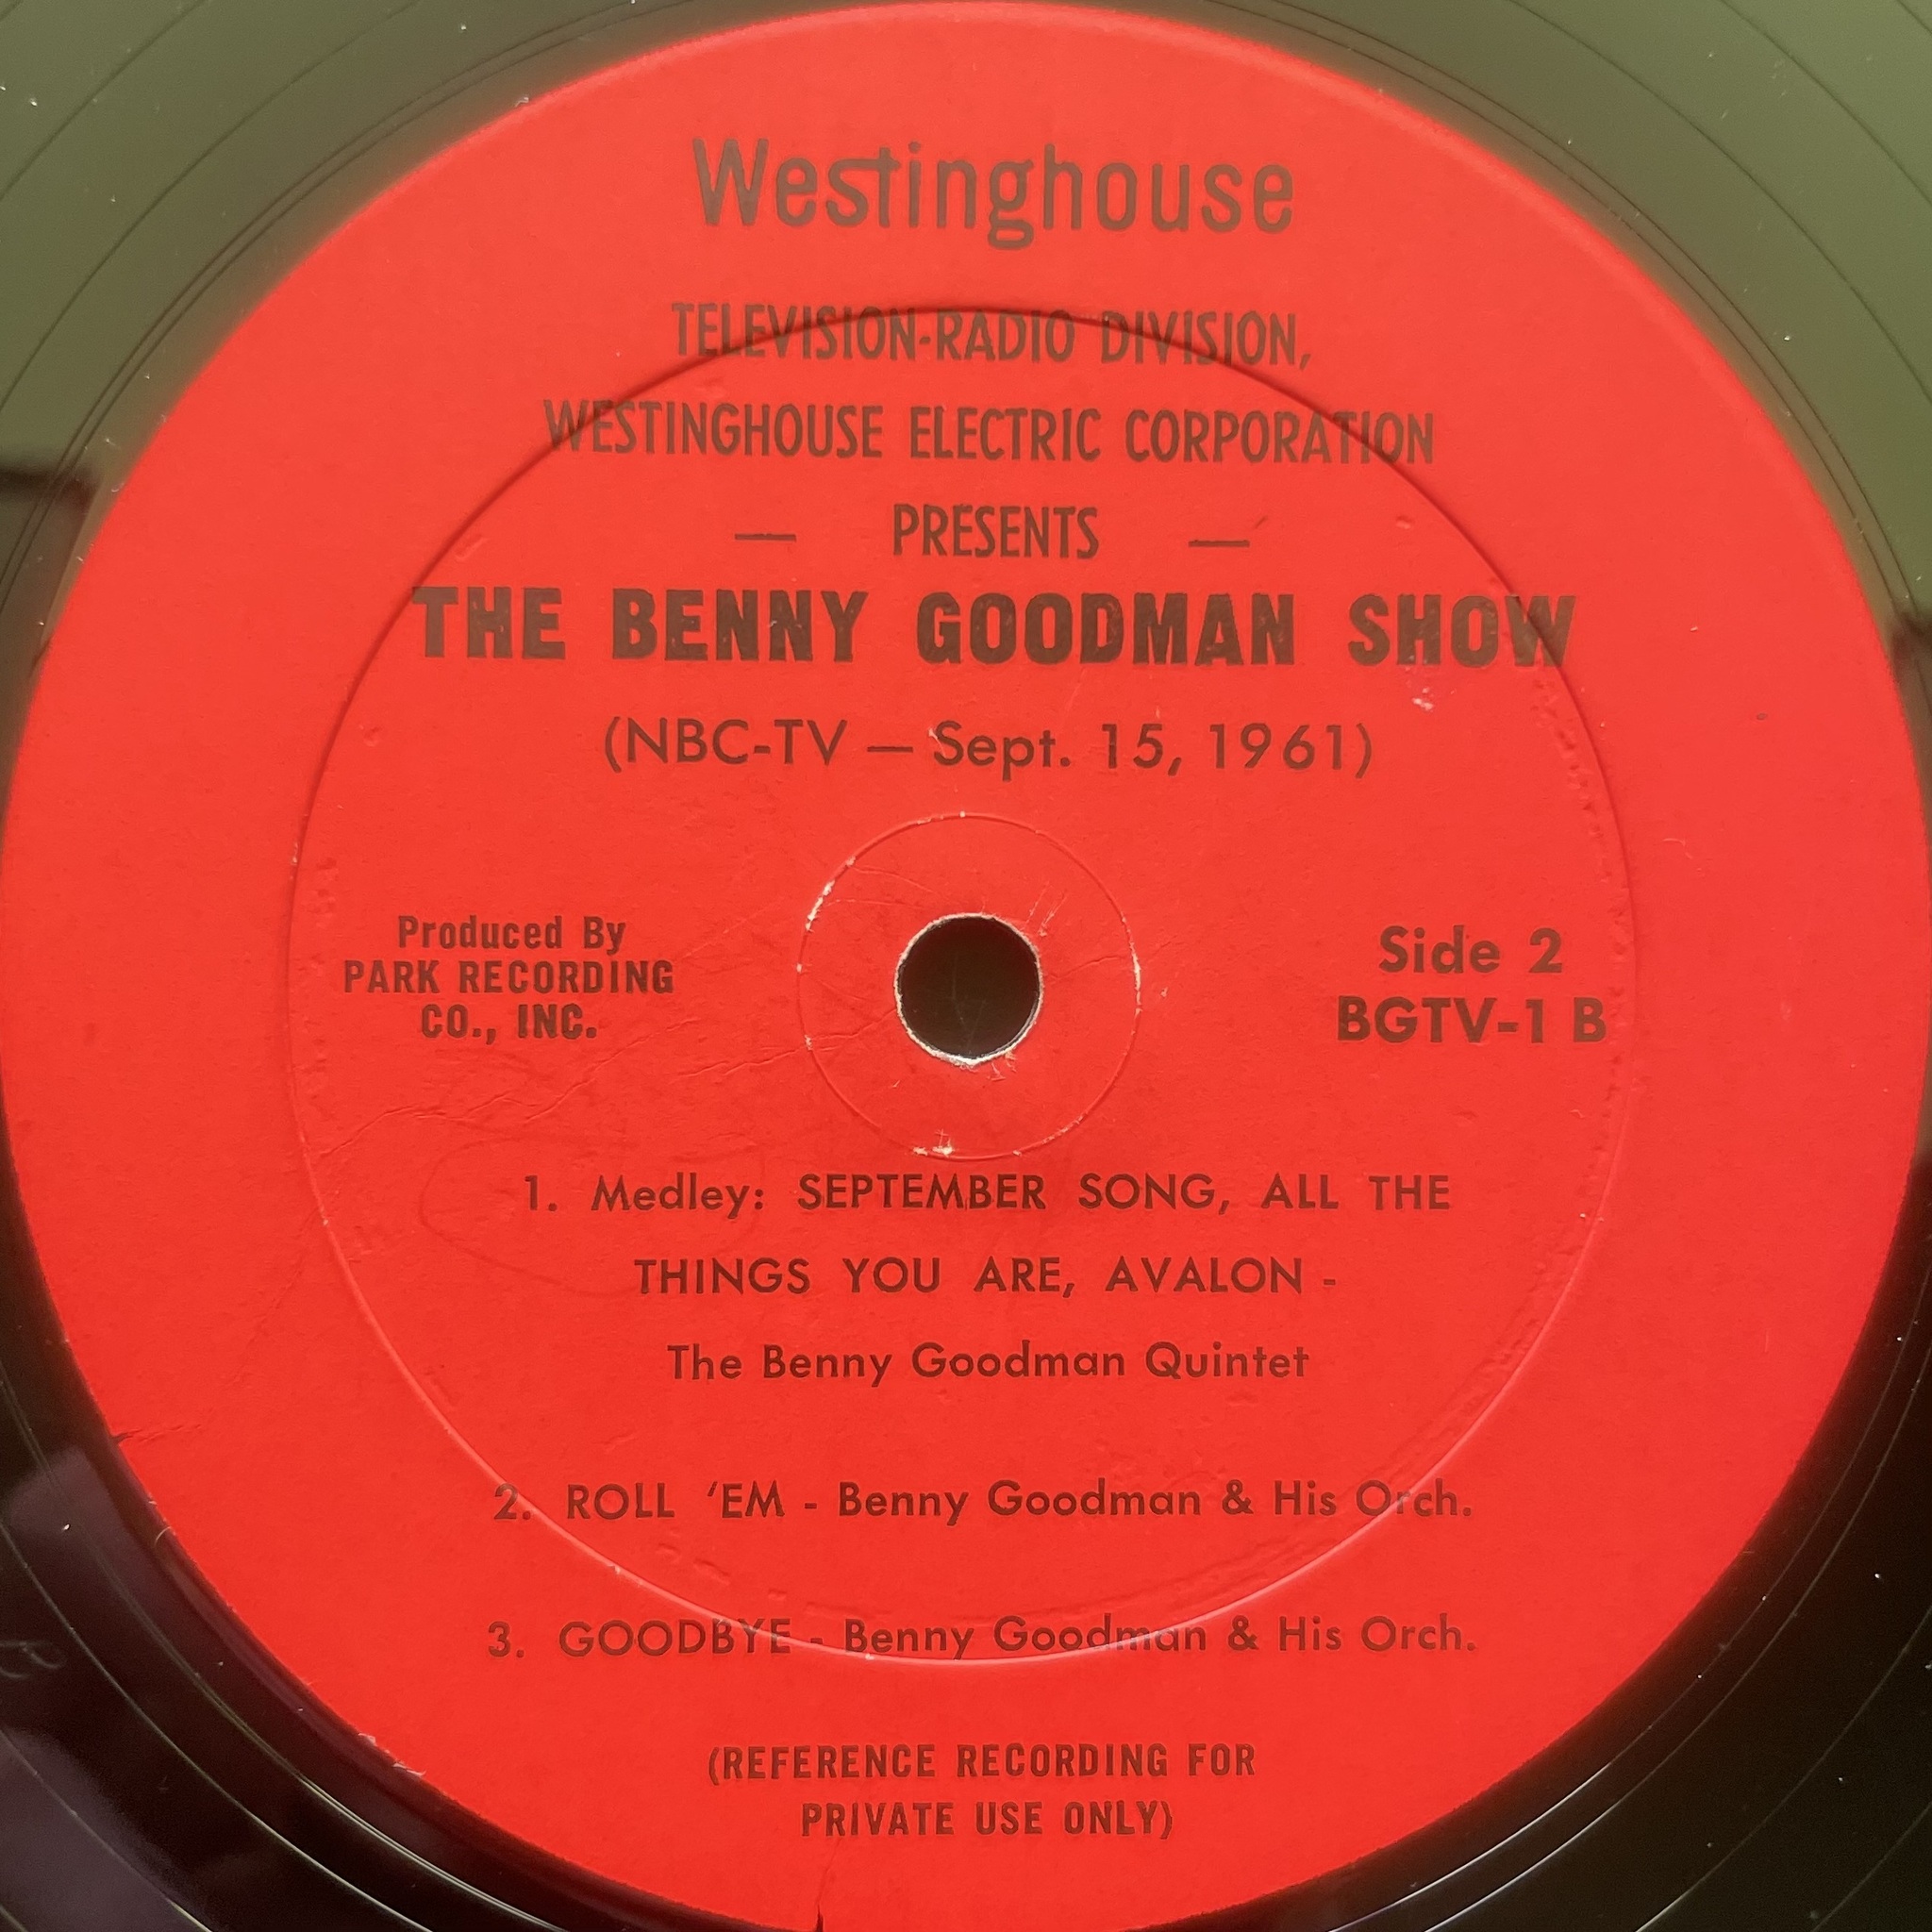 Westinghouse
TELEVISION-RADIO DIVISION,
WESTINGHOUSE ELECTRIC CORPORATION
— PRESENTS —
THE BENNY GOODMAN SHOW
(NBC-TV — Sept. 15, 1961)
Produced By
PARK RECORDING
CO., INC.
Side 2
BGTV-1 B
1. Medley: SEPTEMBER SONG, ALL THE
THINGS YOU ARE, AVALON -
The Benny Goodman Quintet
2. ROLL ‘EM - Benny Goodman & His Orch.
3. GOODBYE - Benny Goodman & His Orch.
(REFERENCE RECORDING FOR
PRIVATE USE ONLY)